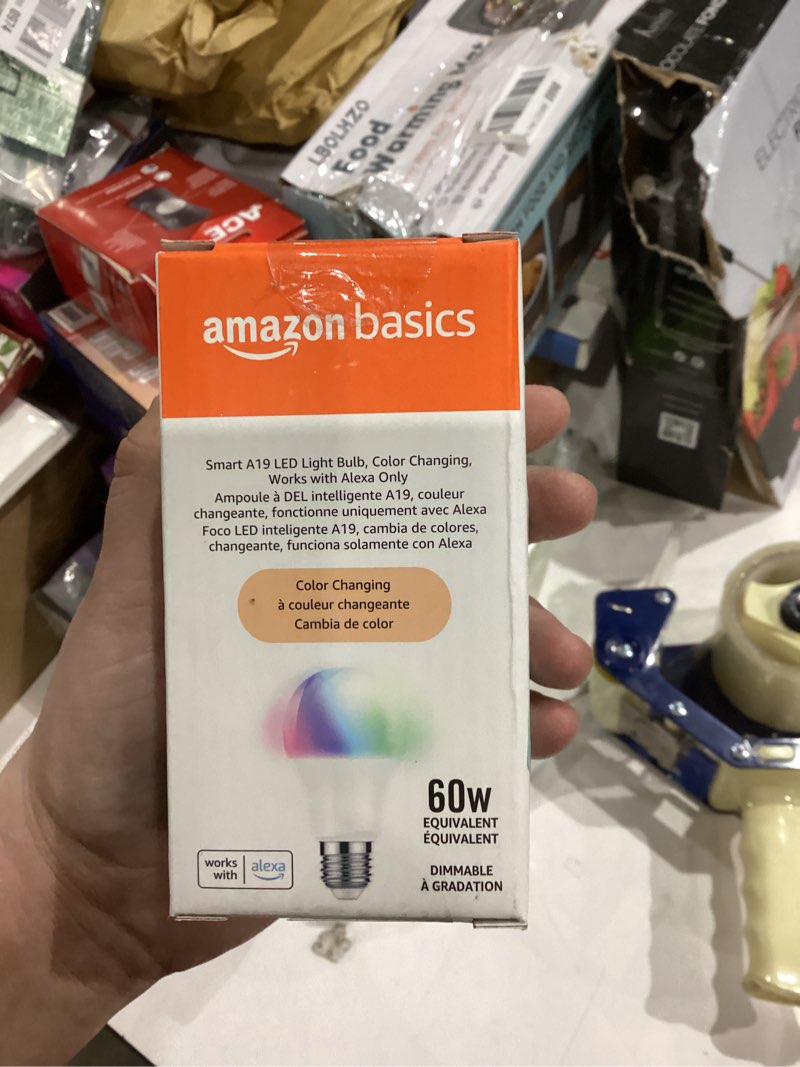 LBOLHZO
Food
Warming Mat
ACE
amazon basics
Smart A19 LED Light Bulb, Color Changing,
Works with Alexa Only
Ampoule à DEL intelligente A19, couleur
changeante, fonctionne uniquement avec Alexa
Foco LED inteligente A19, cambia de colores,
changeante, funciona solamente con Alexa
Color Changing
à couleur changeante
Cambia de color
60W
EQUIVALENT
ÉQUIVALENT
DIMMABLE
À GRADATION
works
with
alexa